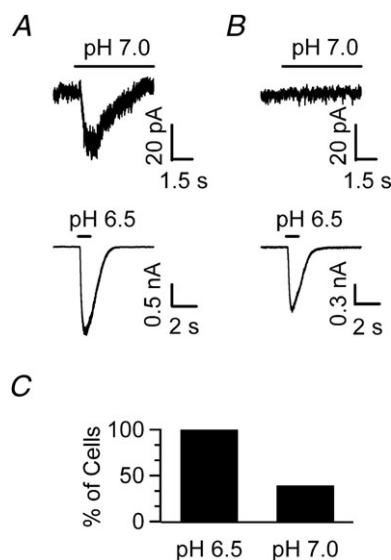 A
B
pH 7.0
pH 7.0
20 pA
1.5 s
20 pA
1.5 s
pH 6.5
pH 6.5
0.5 nA
2 s
0.3 nA
2 s
C
% of Cells
100
50
0
pH 6.5
pH 7.0